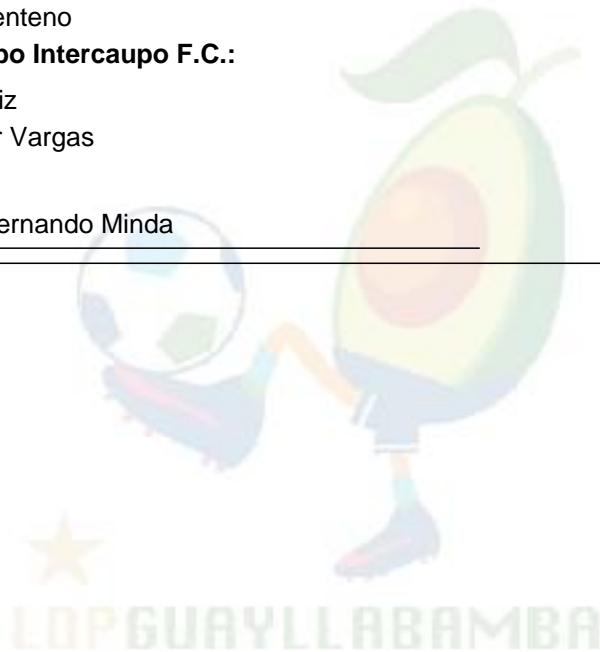 enteno
po Intercaupo F.C.:
iz
r Vargas
ernando Minda
LDPGUAYLLABAMBA